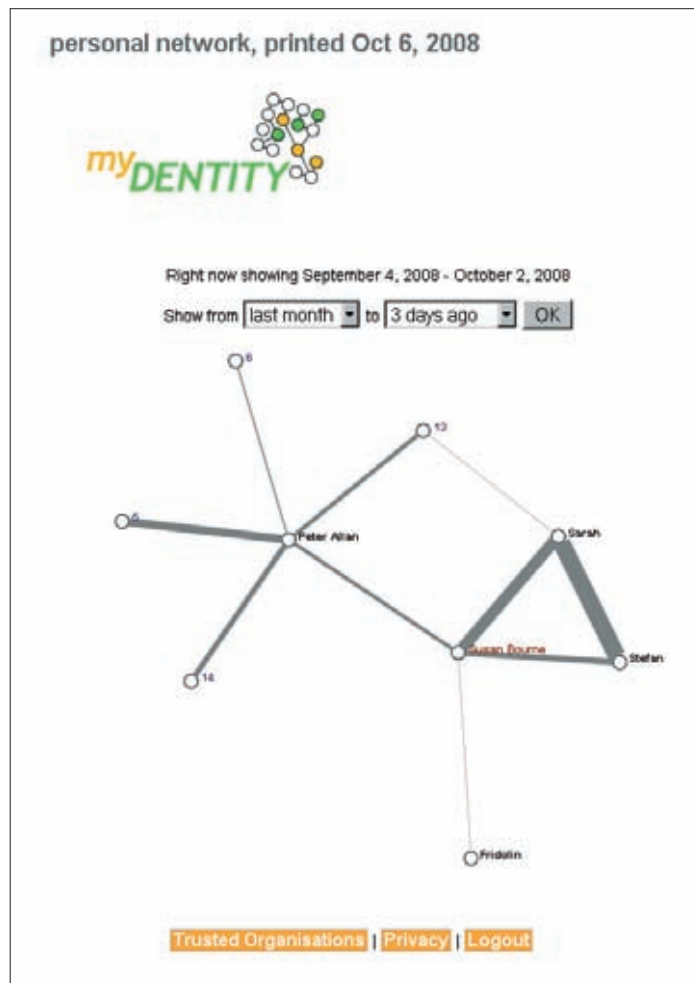 personal network, printed Oct 6, 2008
myDENTITY
Right now showing September 4, 2008 - October 2, 2008
Show from last month to 3 days ago OK
6
13
5
Peter Allan
Sarah
Susan Bourne
Stefan
14
Fridolin
Trusted Organisations | Privacy | Logout